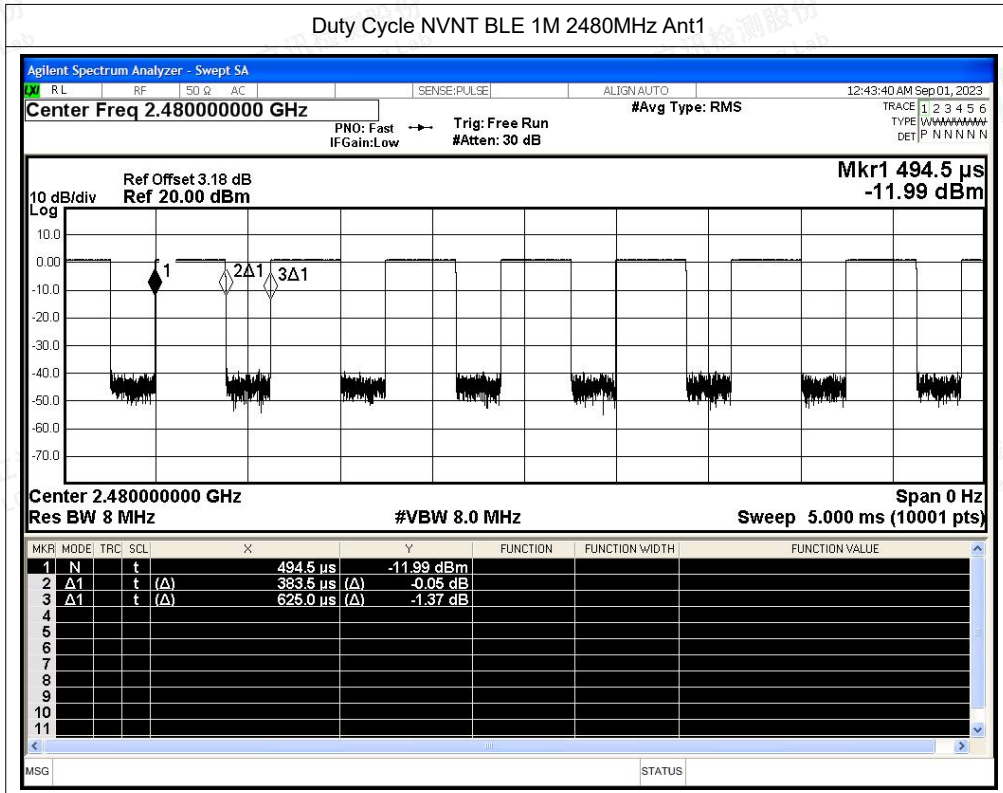 Duty Cycle NVNT BLE 1M 2480MHz Ant1
Agilent Spectrum Analyzer - Swept SA
LXI RL RF 50 Ω AC SENSE:PULSE ALIGN AUTO 12:43:40 AM Sep 01, 2023
Center Freq 2.480000000 GHz #Avg Type: RMS TRACE 1 2 3 4 5 6
PNO: Fast Trig: Free Run TYPE WWWWWW
IFGain:Low #Atten: 30 dB DET P N N N N N
Mkr1 494.5 µs
Ref Offset 3.18 dB
10 dB/div Ref 20.00 dBm -11.99 dBm
Log
10.0
0.00
1 2Δ1 3Δ1
-10.0
-20.0
-30.0
-40.0
-50.0
-60.0
-70.0
Center 2.480000000 GHz Span 0 Hz
Res BW 8 MHz #VBW 8.0 MHz Sweep 5.000 ms (10001 pts)
MKR MODE TRC SCL X Y FUNCTION FUNCTION WIDTH FUNCTION VALUE
1 N t 494.5 µs -11.99 dBm
2 Δ1 t (Δ) 383.5 µs (Δ) -0.05 dB
3 Δ1 t (Δ) 625.0 µs (Δ) -1.37 dB
4
5
6
7
8
9
10
11
MSG STATUS